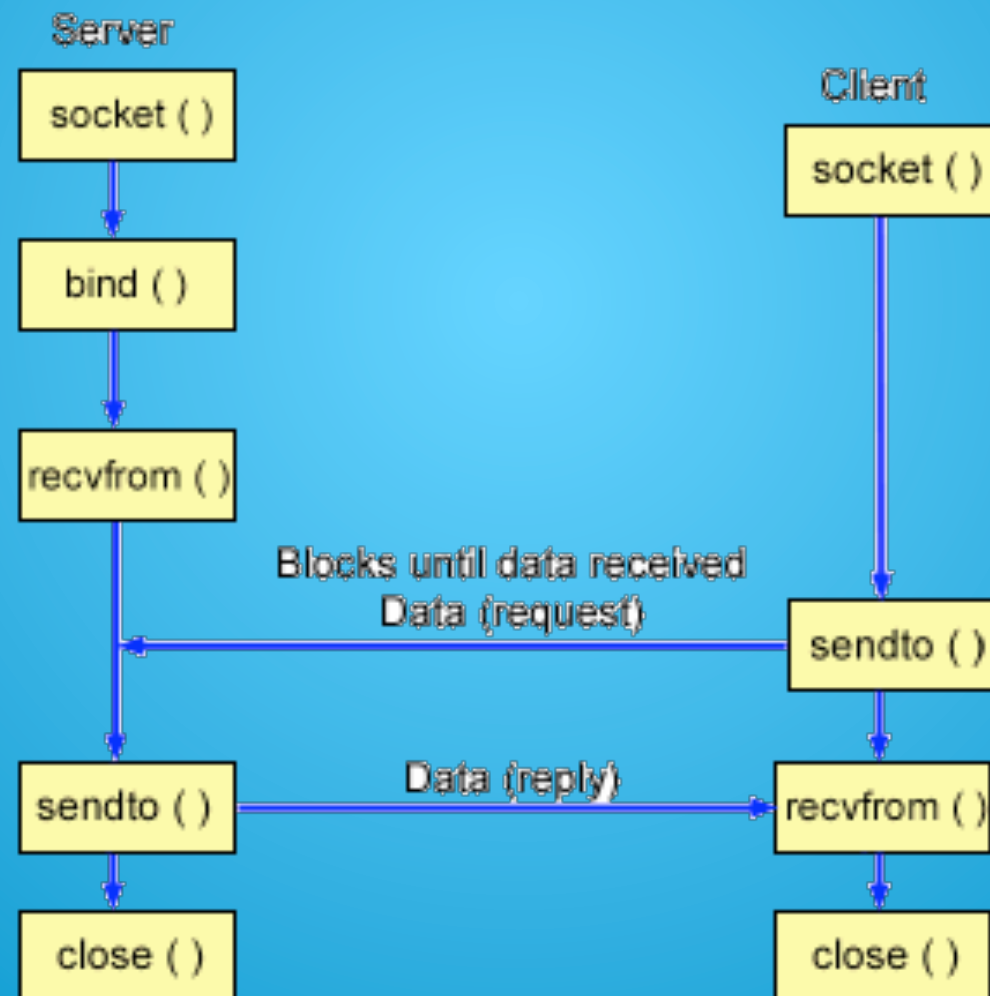 Server
socket ( )
bind ( )
recvfrom ( )
sendto ( )
close ( )
Blocks until data received
Data (request)
Data (reply)
Client
socket ( )
sendto ( )
recvfrom ( )
close ( )